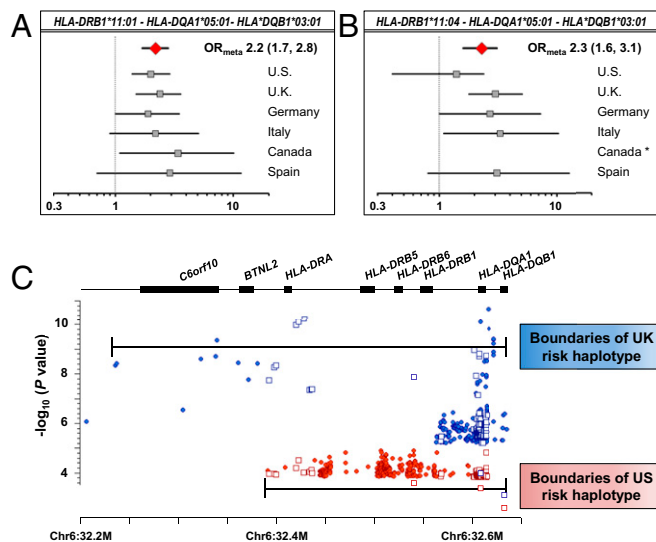 A
HLA-DRB1*11:01 - HLA-DQA1*05:01- HLA*DQB1*03:01
ORmeta 2.2 (1.7, 2.8)
U.S.
U.K.
Germany
Italy
Canada
Spain
0.3 1 10
B
HLA-DRB1*11:04 - HLA-DQA1*05:01 - HLA*DQB1*03:01
ORmeta 2.3 (1.6, 3.1)
U.S.
U.K.
Germany
Italy
Canada *
Spain
0.3 1 10
C
C6orf10 BTNL2 HLA-DRA HLA-DRB5 HLA-DRB6 HLA-DRB1 HLA-DQA1 HLA-DQB1
-log10 (P value)
10
8
6
4
Boundaries of UK
risk haplotype
Boundaries of US
risk haplotype
Chr6:32.2 Chr6:32.4 Chr6:32.6